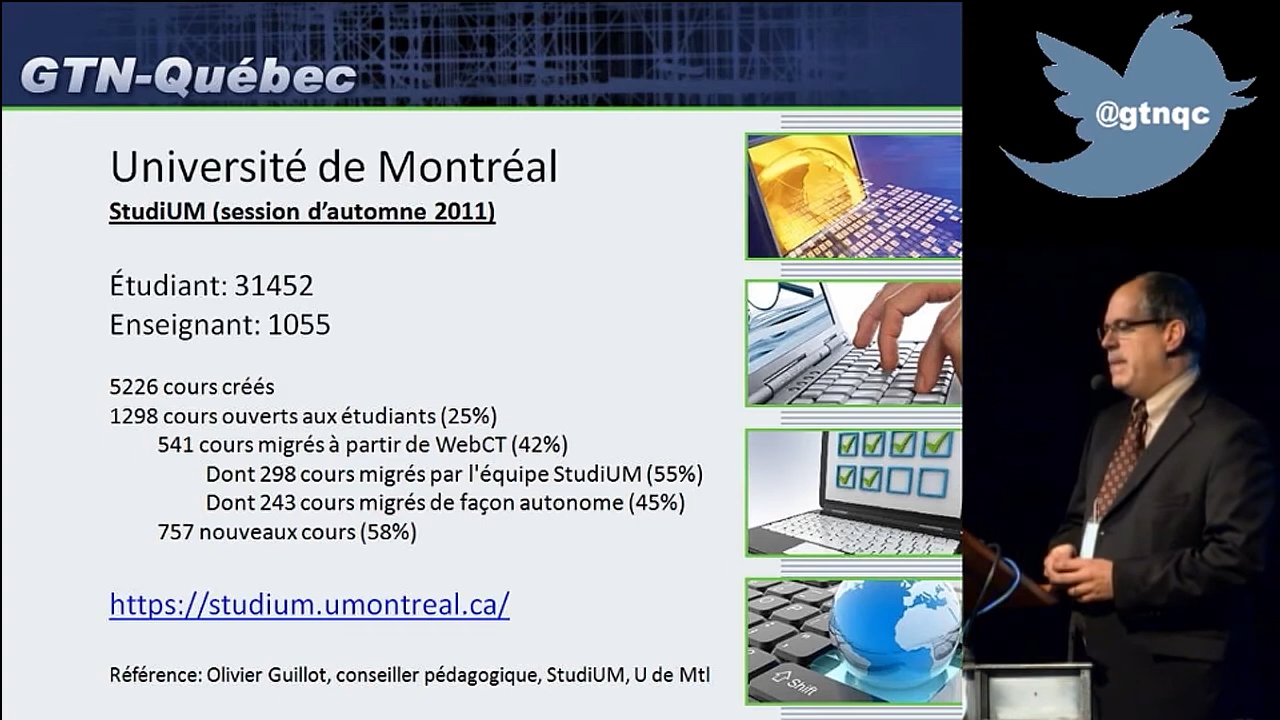 GTN-Québec
@gtnqc
Université de Montréal
StudiUM (session d'automne 2011)
Étudiant: 31452
Enseignant: 1055
5226 cours créés
1298 cours ouverts aux étudiants (25%)
541 cours migrés à partir de WebCT (42%)
Dont 298 cours migrés par l'équipe StudiUM (55%)
Dont 243 cours migrés de façon autonome (45%)
757 nouveaux cours (58%)
https://studium.umontreal.ca/
Référence: Olivier Guillot, conseiller pédagogique, StudiUM, U de Mtl
Shift